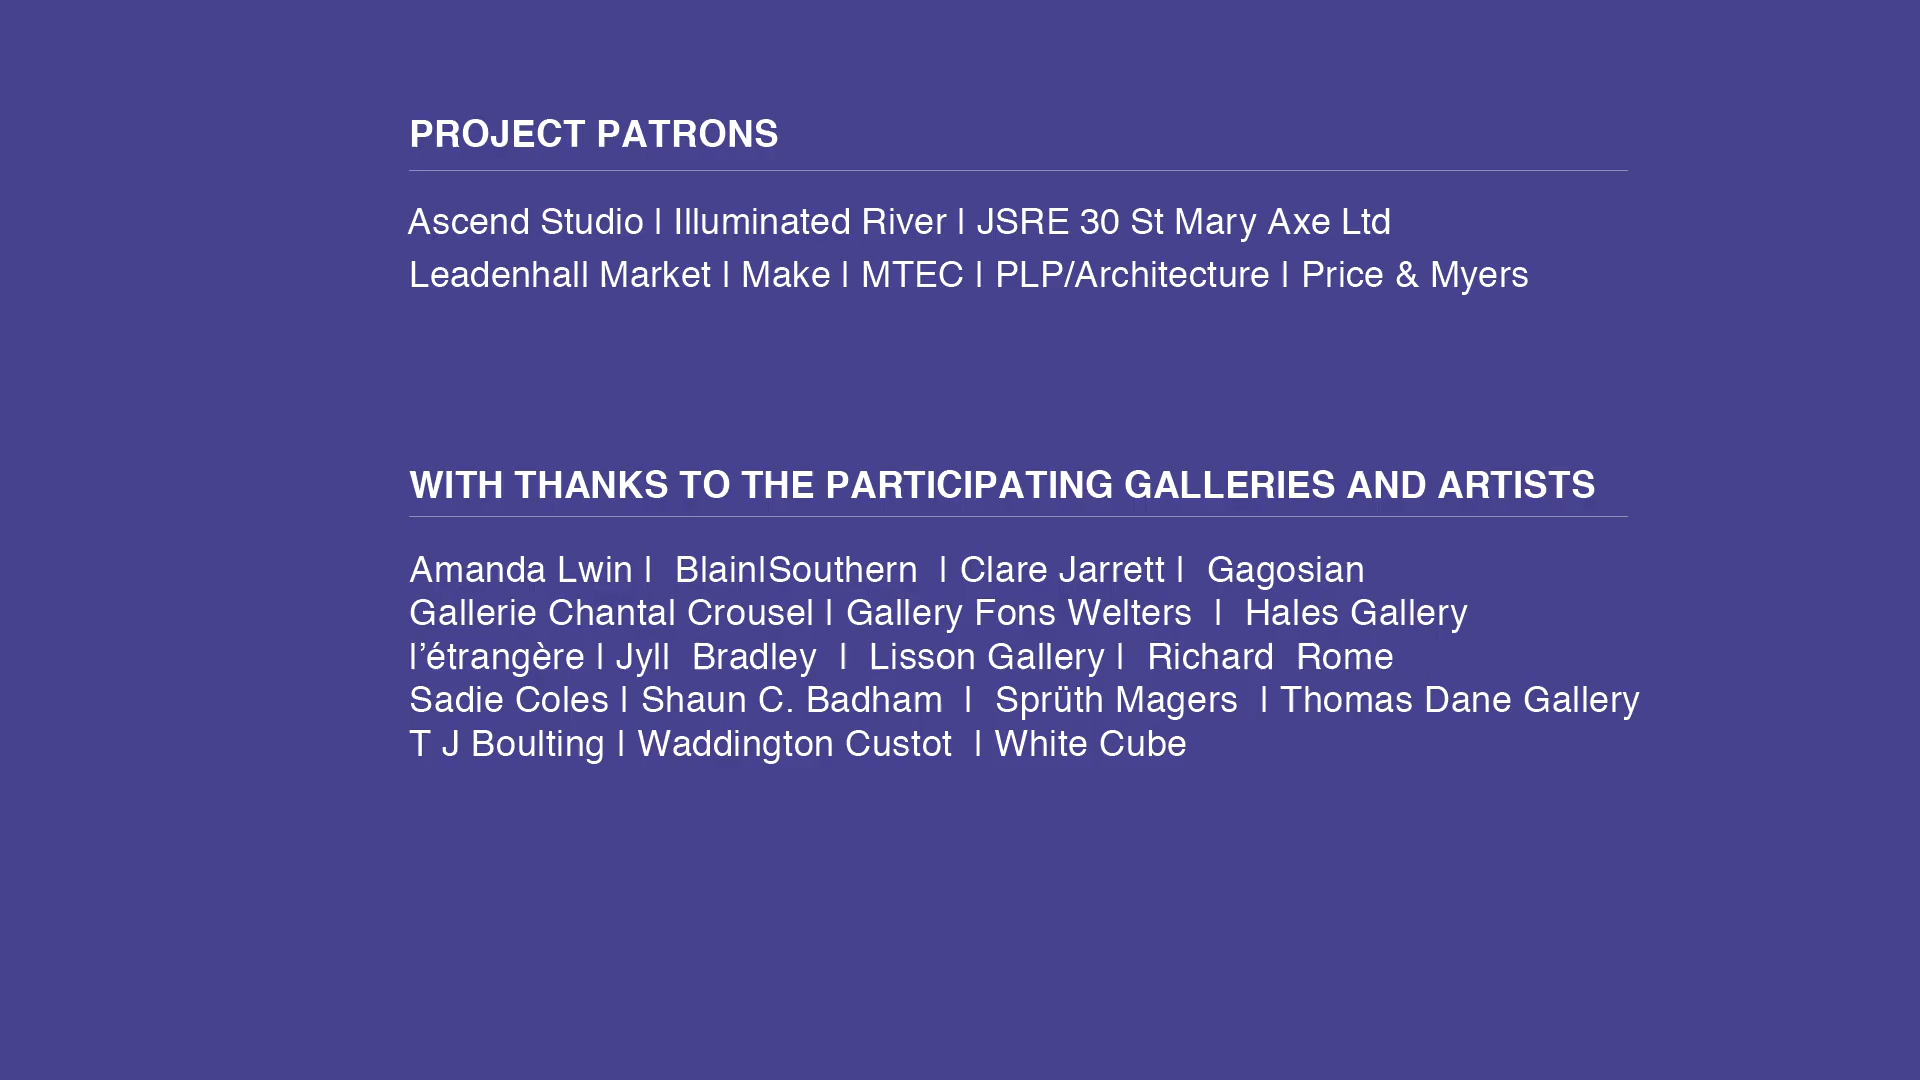 PROJECT PATRONS
Ascend Studio | Illuminated River | JSRE 30 St Mary Axe Ltd
Leadenhall Market | Make | MTEC | PLP/Architecture | Price & Myers
WITH THANKS TO THE PARTICIPATING GALLERIES AND ARTISTS
Amanda Lwin | Blain|Southern | Clare Jarrett | Gagosian
Gallerie Chantal Crousel | Gallery Fons Welters | Hales Gallery
l’étrangère | Jyll Bradley | Lisson Gallery | Richard Rome
Sadie Coles | Shaun C. Badham | Sprüth Magers | Thomas Dane Gallery
T J Boulting | Waddington Custot | White Cube